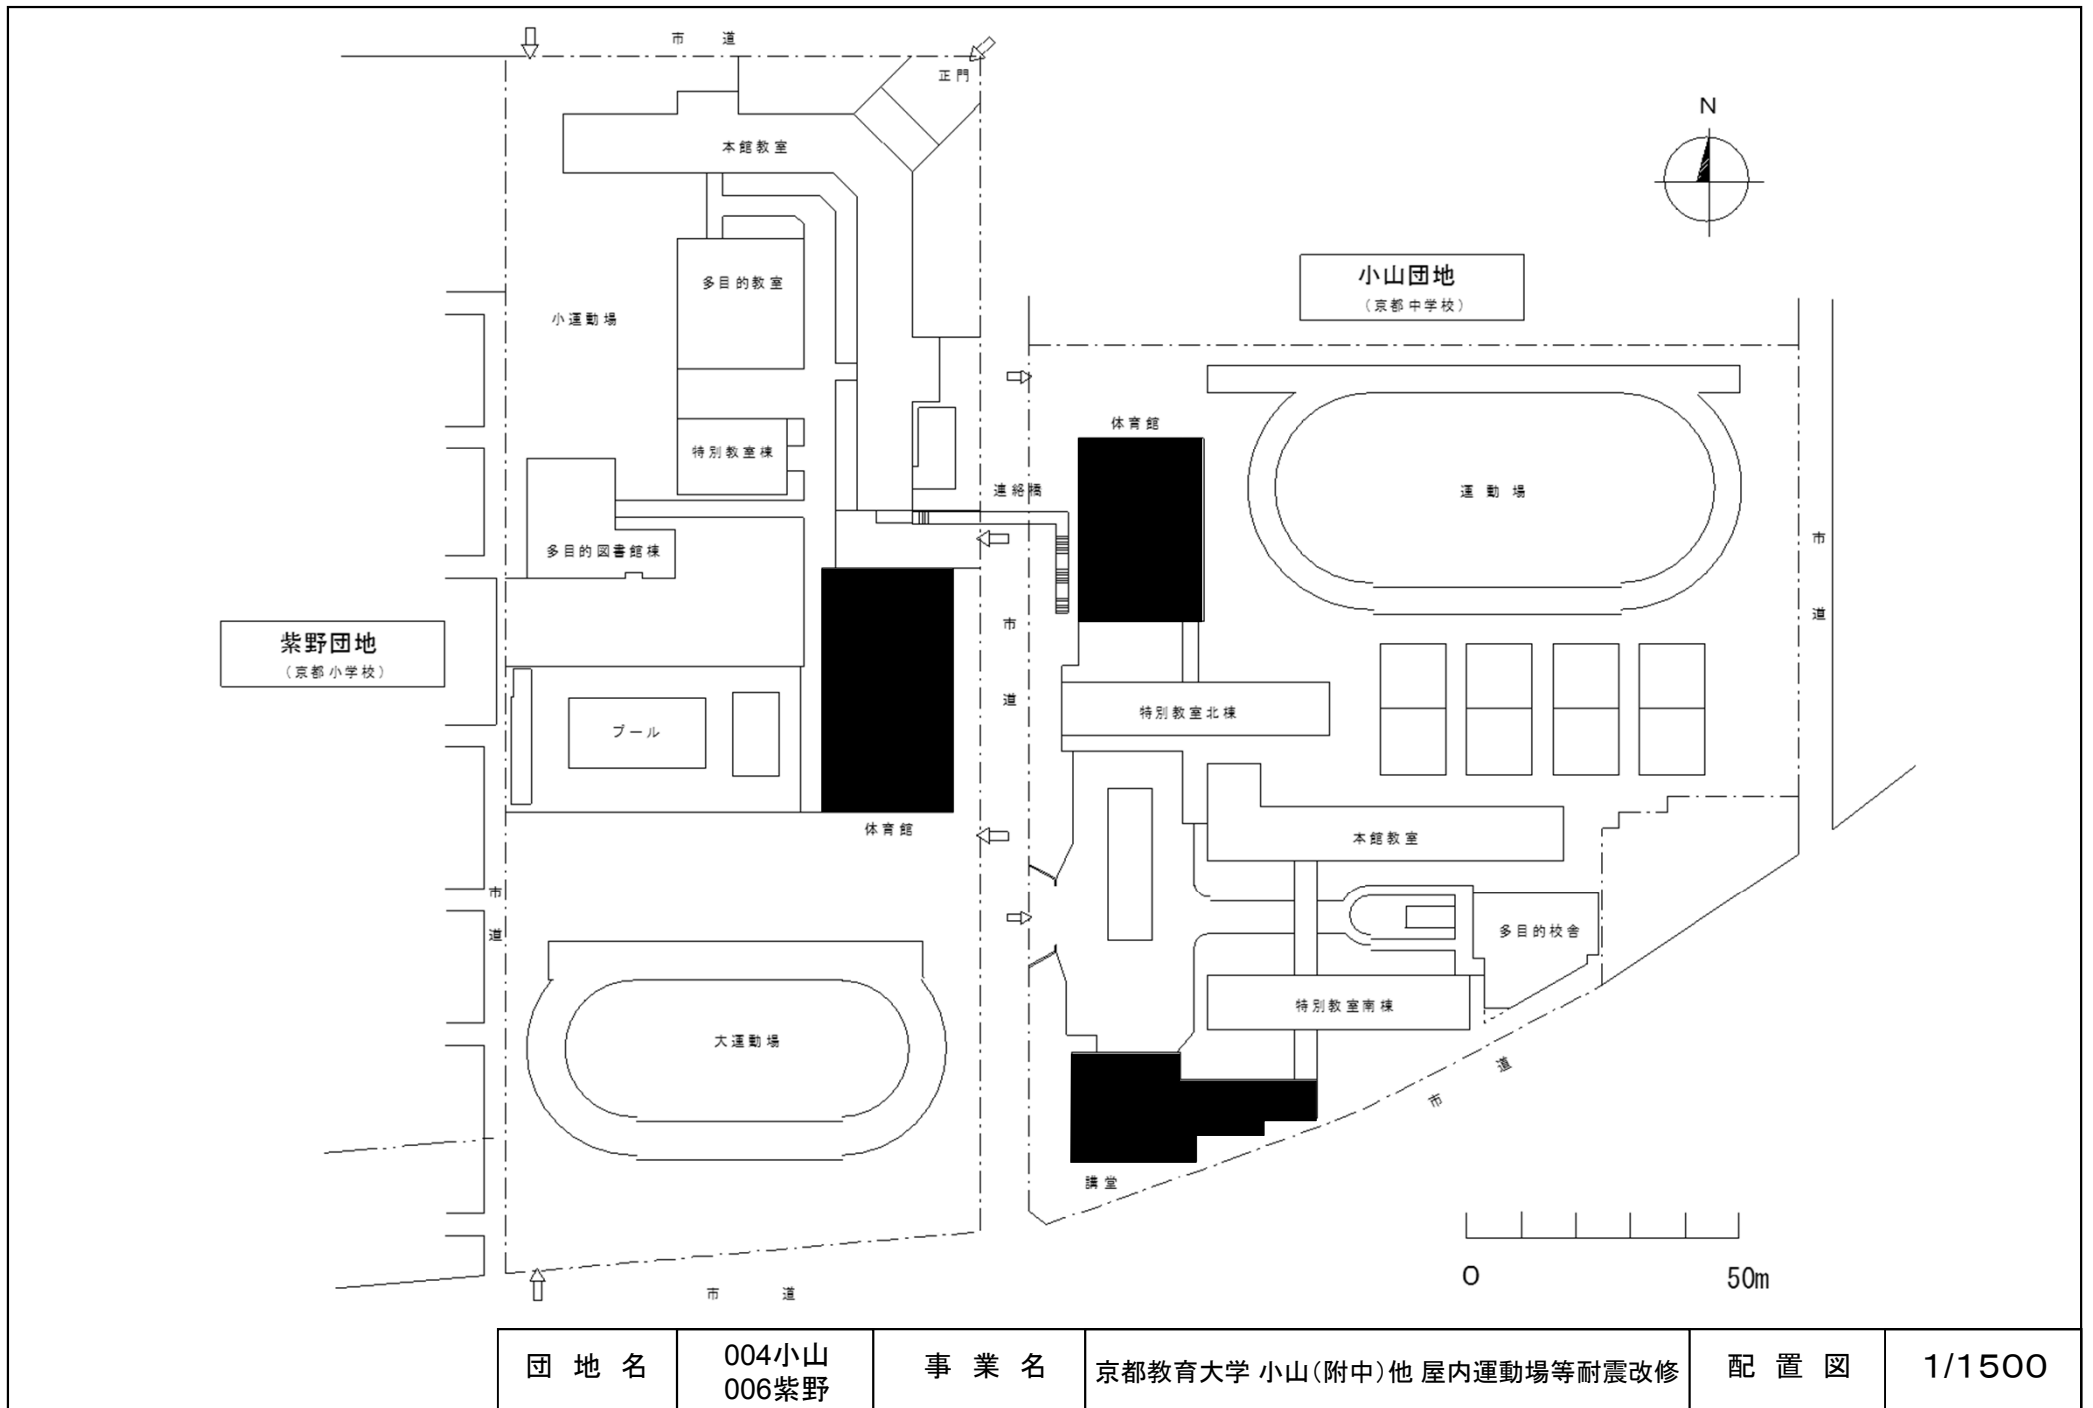 市道
正門
本館教室
N
小山団地
（京都中学校）
多目的教室
小運動場
体育館
特別教室棟
連絡橋
運動場
市道
多目的図書館棟
市道
紫野団地
（京都小学校）
プール
特別教室北棟
体育館
本館教室
市道
多目的校舎
特別教室南棟
大運動場
市道
講堂
0 50m
市道
団地名
004小山
006紫野
事業名
京都教育大学 小山（附中）他 屋内運動場等耐震改修
配置図
1/1500